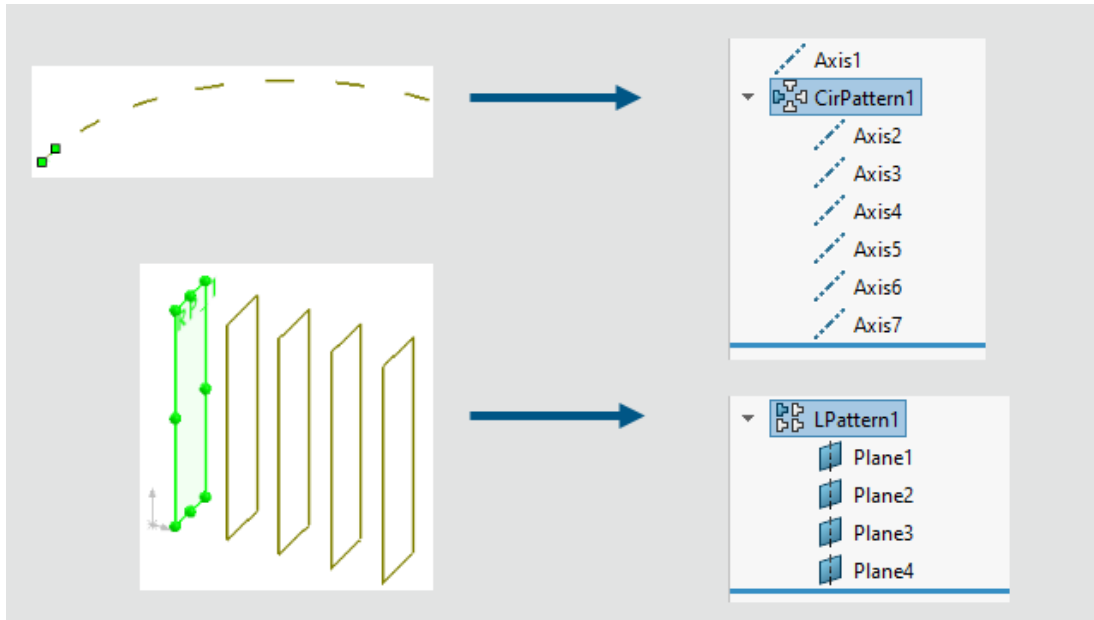 Axis1
CirPattern1
Axis2
Axis3
Axis4
Axis5
Axis6
Axis7
LPattern1
Plane1
Plane2
Plane3
Plane4